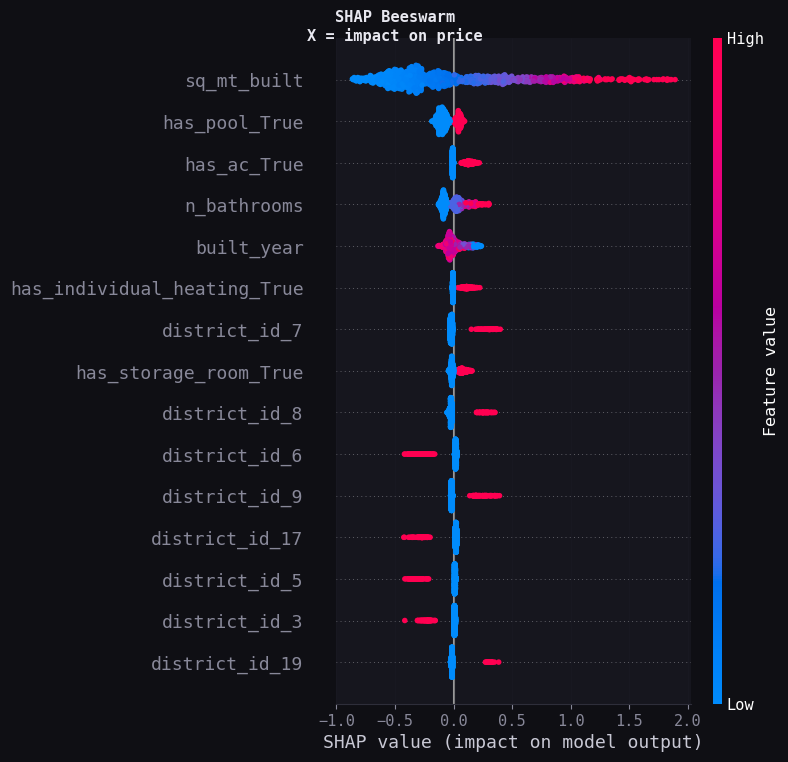 SHAP Beeswarm
X = impact on price
High
sq_mt_built
has_pool_True
has_ac_True
n_bathrooms
built_year
has_individual_heating_True
district_id_7
has_storage_room_True
district_id_8
district_id_6
district_id_9
district_id_17
district_id_5
district_id_3
district_id_19
Feature value
Low
−1.0 −0.5 0.0 0.5 1.0 1.5 2.0
SHAP value (impact on model output)